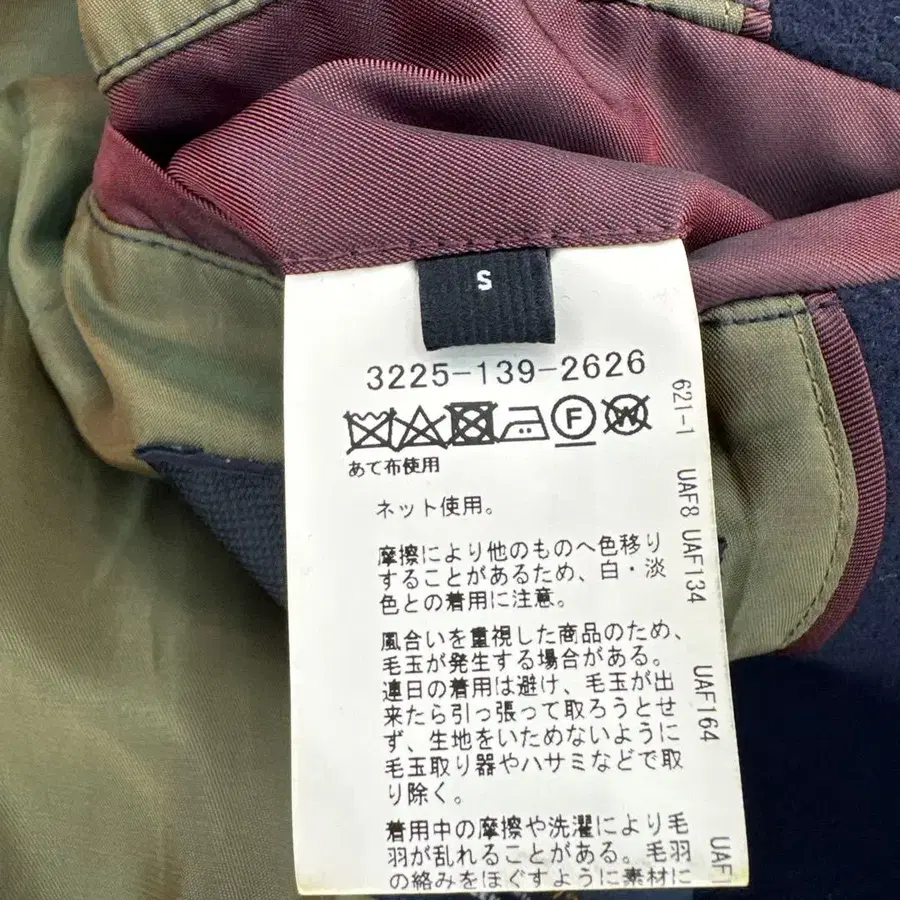 S
3225-139-2626
F
W
あて布使用
ネット使用。
摩擦により他のものへ色移り
することがあるため、白・淡
色との着用に注意。
風合いを重視した商品のため、
毛玉が発生する場合がある。
連日の着用は避け、毛玉が出
来たら引っ張って取ろうとせ
ず、生地をいためないように
毛玉取り器やハサミなどで取
り除く。
着用中の摩擦や洗濯により毛
羽が乱れることがある。毛羽
の絡みをほぐすように素材に
621-1 UAF8 UAF134 UAF164